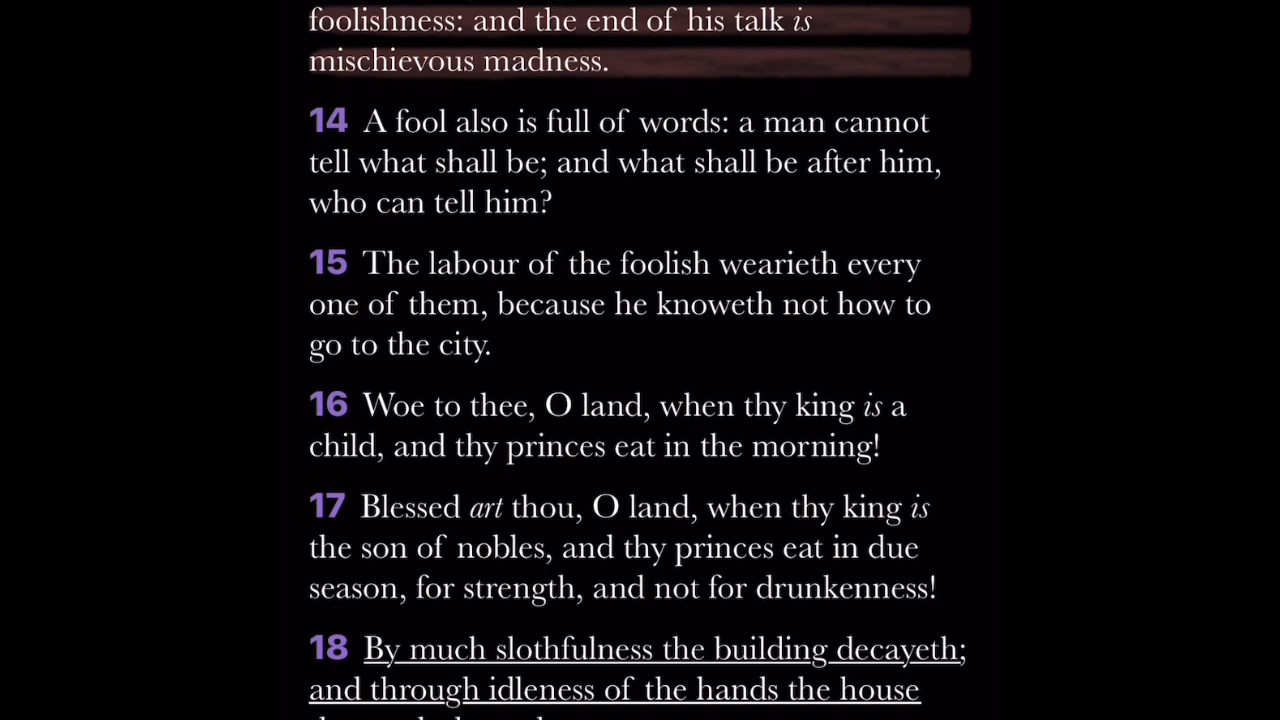 foolishness: and the end of his talk is
mischievous madness.
14 A fool also is full of words: a man cannot
tell what shall be; and what shall be after him,
who can tell him?
15 The labour of the foolish wearieth every
one of them, because he knoweth not how to
go to the city.
16 Woe to thee, O land, when thy king is a
child, and thy princes eat in the morning!
17 Blessed art thou, O land, when thy king is
the son of nobles, and thy princes eat in due
season, for strength, and not for drunkenness!
18 By much slothfulness the building decayeth;
and through idleness of the hands the house